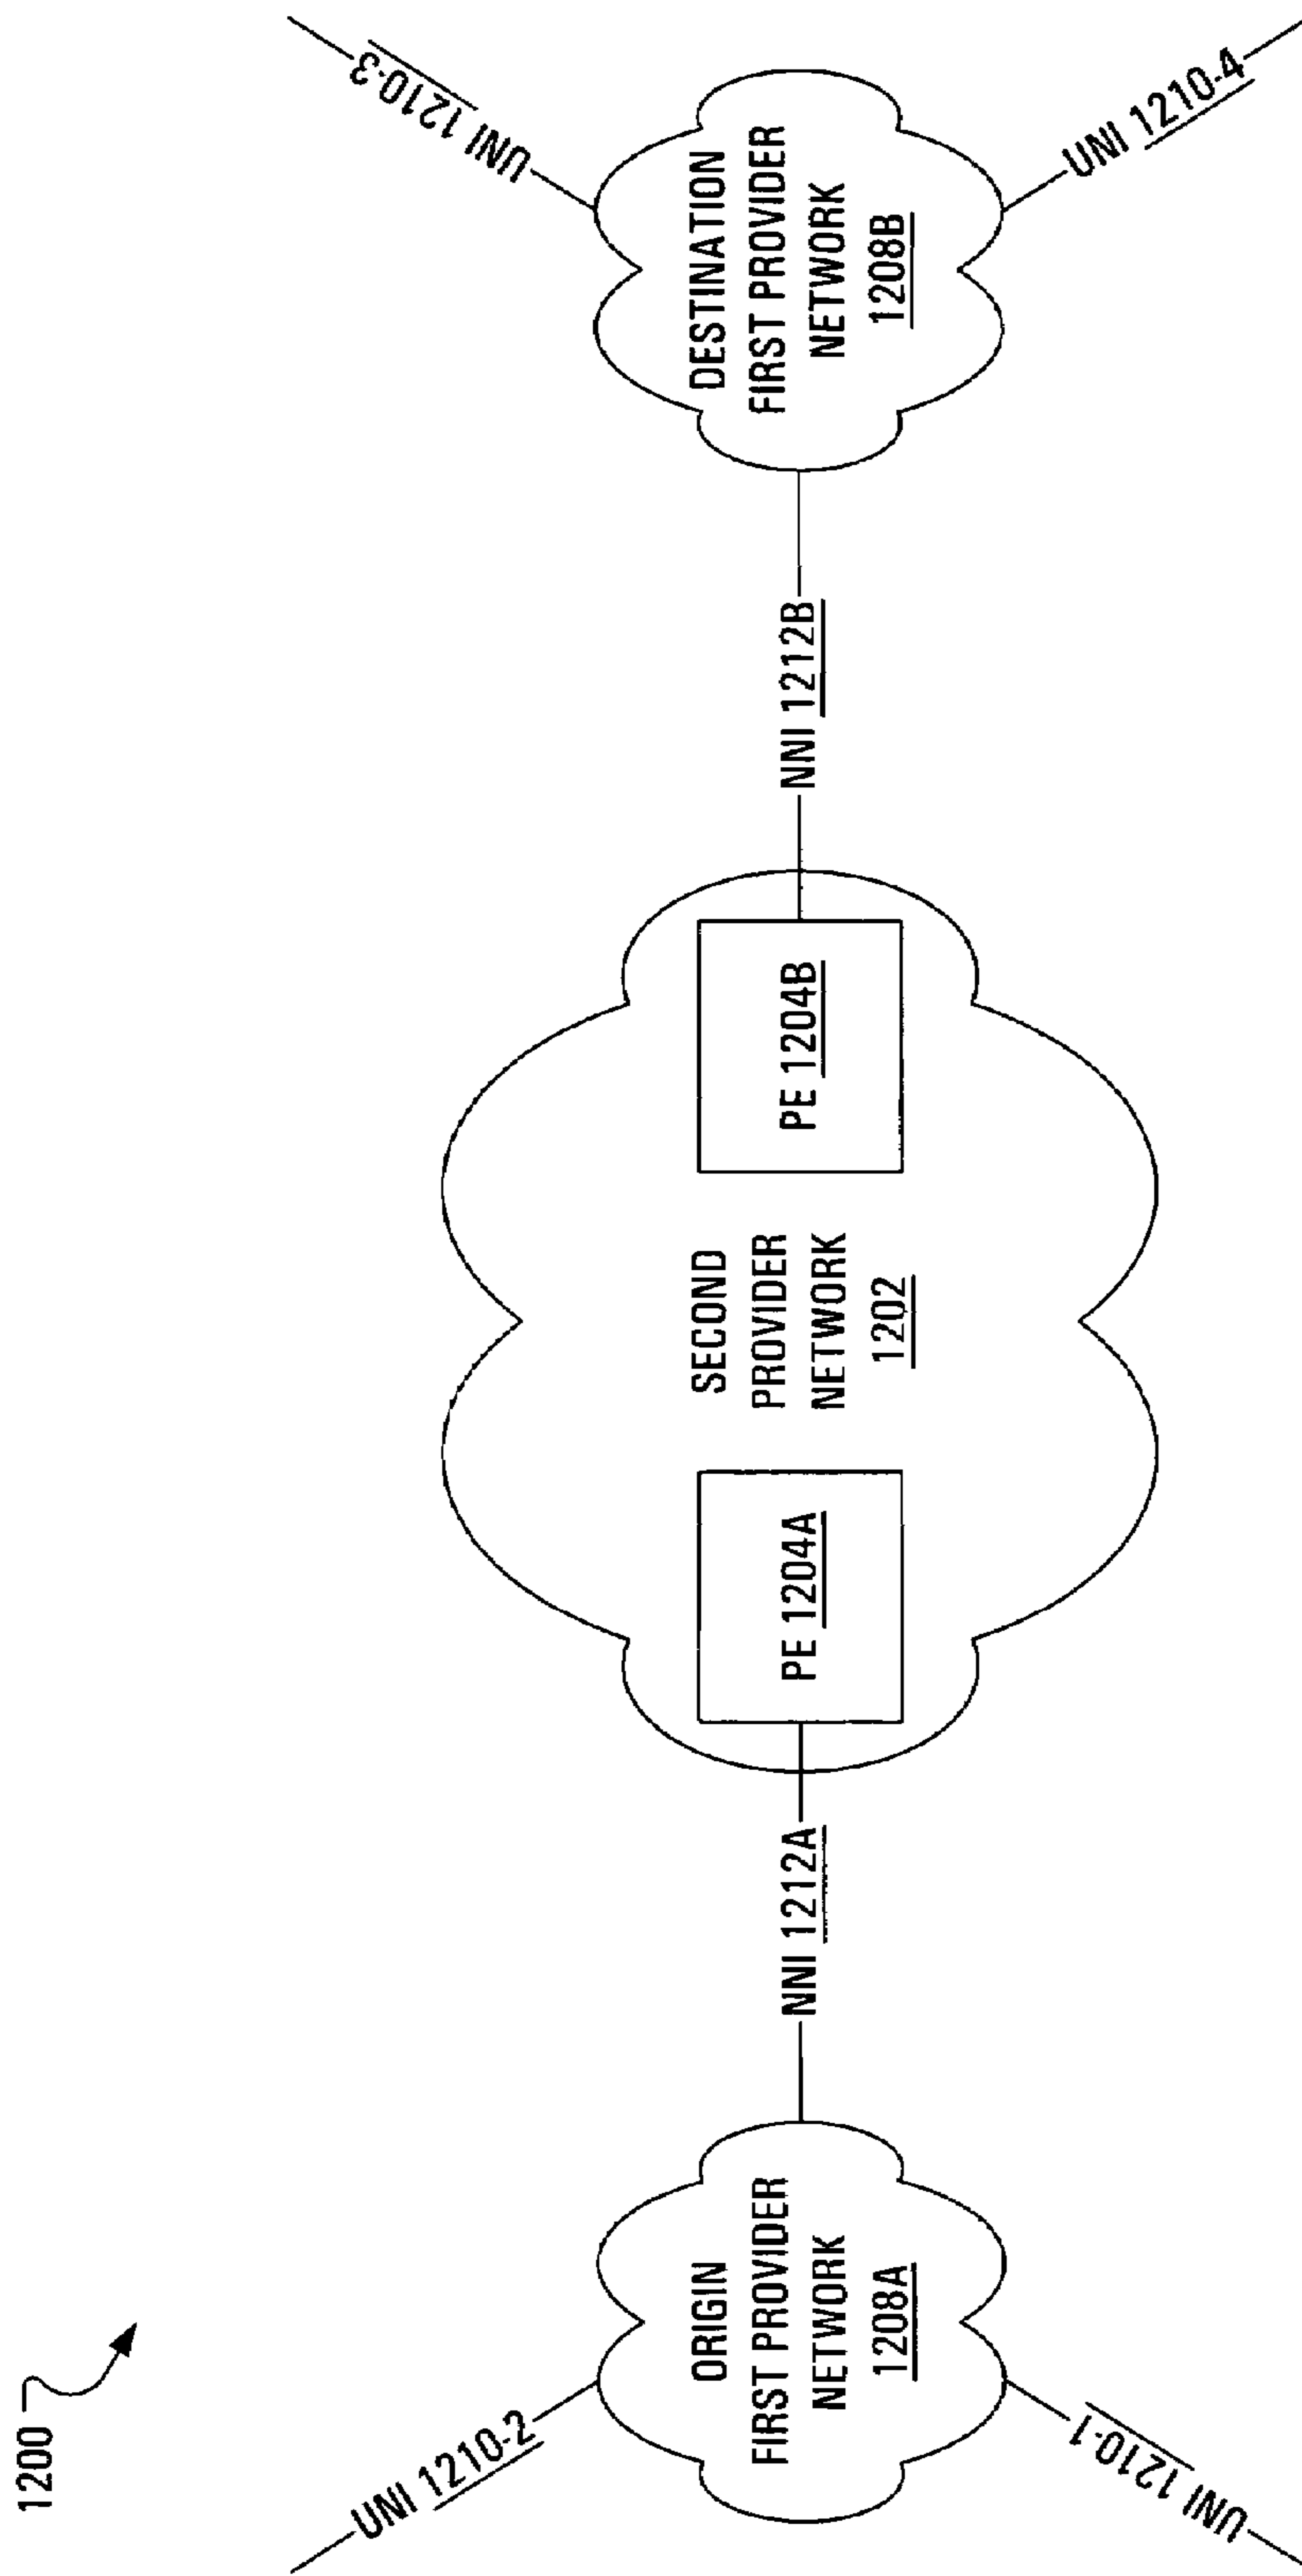 1200
UNI 1210-2
UNI 1210-1
ORIGIN
FIRST PROVIDER
NETWORK
1208A
NNI 1212A
PE 1204A
SECOND
PROVIDER
NETWORK
1202
PE 1204B
NNI 1212B
DESTINATION
FIRST PROVIDER
NETWORK
1208B
UNI 1210-3
UNI 1210-4